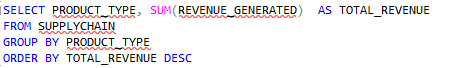 SELECT PRODUCT_TYPE, SUM(REVENUE_GENERATED)  AS TOTAL_REVENUE
FROM SUPPLYCHAIN
GROUP BY PRODUCT_TYPE
ORDER BY TOTAL_REVENUE DESC